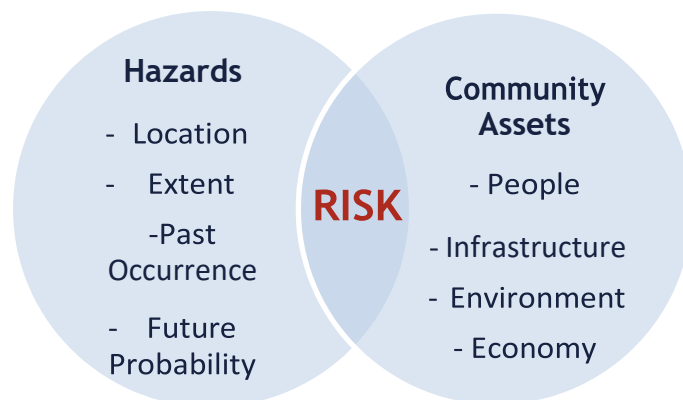 Hazards
- Location
- Extent
-Past
Occurrence
- Future
Probability
RISK
Community
Assets
- People
- Infrastructure
- Environment
- Economy